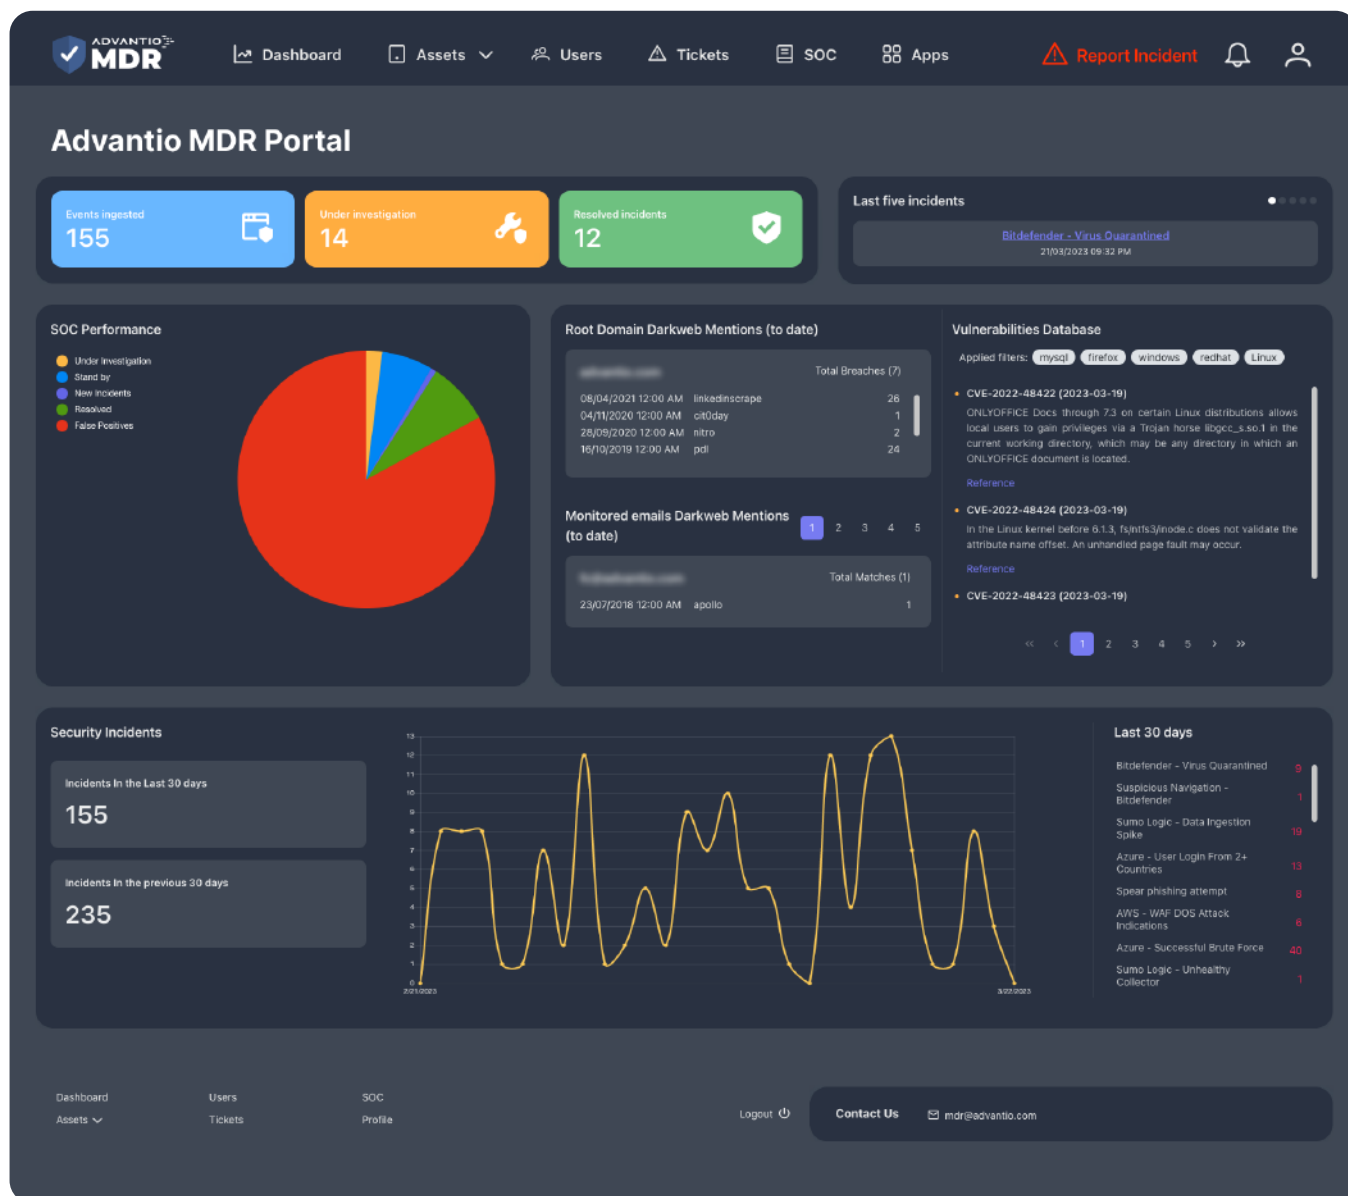 ADVANTIO
MDR
Dashboard
Assets
Users
Tickets
SOC
Apps
Report Incident
Advantio MDR Portal
Events ingested
155
Under investigation
14
Resolved incidents
12
Last five incidents
Bitdefender - Virus Quarantined
21/03/2023 09:32 PM
SOC Performance
Under Investigation
Stand by
New Incidents
Resolved
False Positives
Root Domain Darkweb Mentions (to date)
Total Breaches (7)
08/04/2021 12:00 AM linkedinscrape 26
04/11/2020 12:00 AM cit0day 1
28/09/2020 12:00 AM nitro 2
16/10/2019 12:00 AM pdl 24
Monitored emails Darkweb Mentions
(to date)
1 2 3 4 5
Total Matches (1)
23/07/2018 12:00 AM apollo 1
Vulnerabilities Database
Applied filters: mysql firefox windows redhat Linux
CVE-2022-48422 (2023-03-19)
ONLYOFFICE Docs through 7.3 on certain Linux distributions allows
local users to gain privileges via a Trojan horse libgcc_s.so.1 in the
current working directory, which may be any directory in which an
ONLYOFFICE document is located.
Reference
CVE-2022-48424 (2023-03-19)
In the Linux kernel before 6.1.3, fs/ntfs3/inode.c does not validate the
attribute name offset. An unhandled page fault may occur.
Reference
CVE-2022-48423 (2023-03-19)
« ‹ 1 2 3 4 5 › »
Security Incidents
Incidents In the Last 30 days
155
Incidents In the previous 30 days
235
13
12
11
10
9
8
7
6
5
4
3
2
1
0
2/21/2023
3/22/2023
Last 30 days
Bitdefender - Virus Quarantined 9
Suspicious Navigation -
Bitdefender 1
Sumo Logic - Data Ingestion
Spike 19
Azure - User Login From 2+
Countries 13
Spear phishing attempt 8
AWS - WAF DOS Attack
Indications 6
Azure - Successful Brute Force 40
Sumo Logic - Unhealthy
Collector 1
Dashboard
Users
SOC
Assets
Tickets
Profile
Logout
Contact Us
mdr@advantio.com